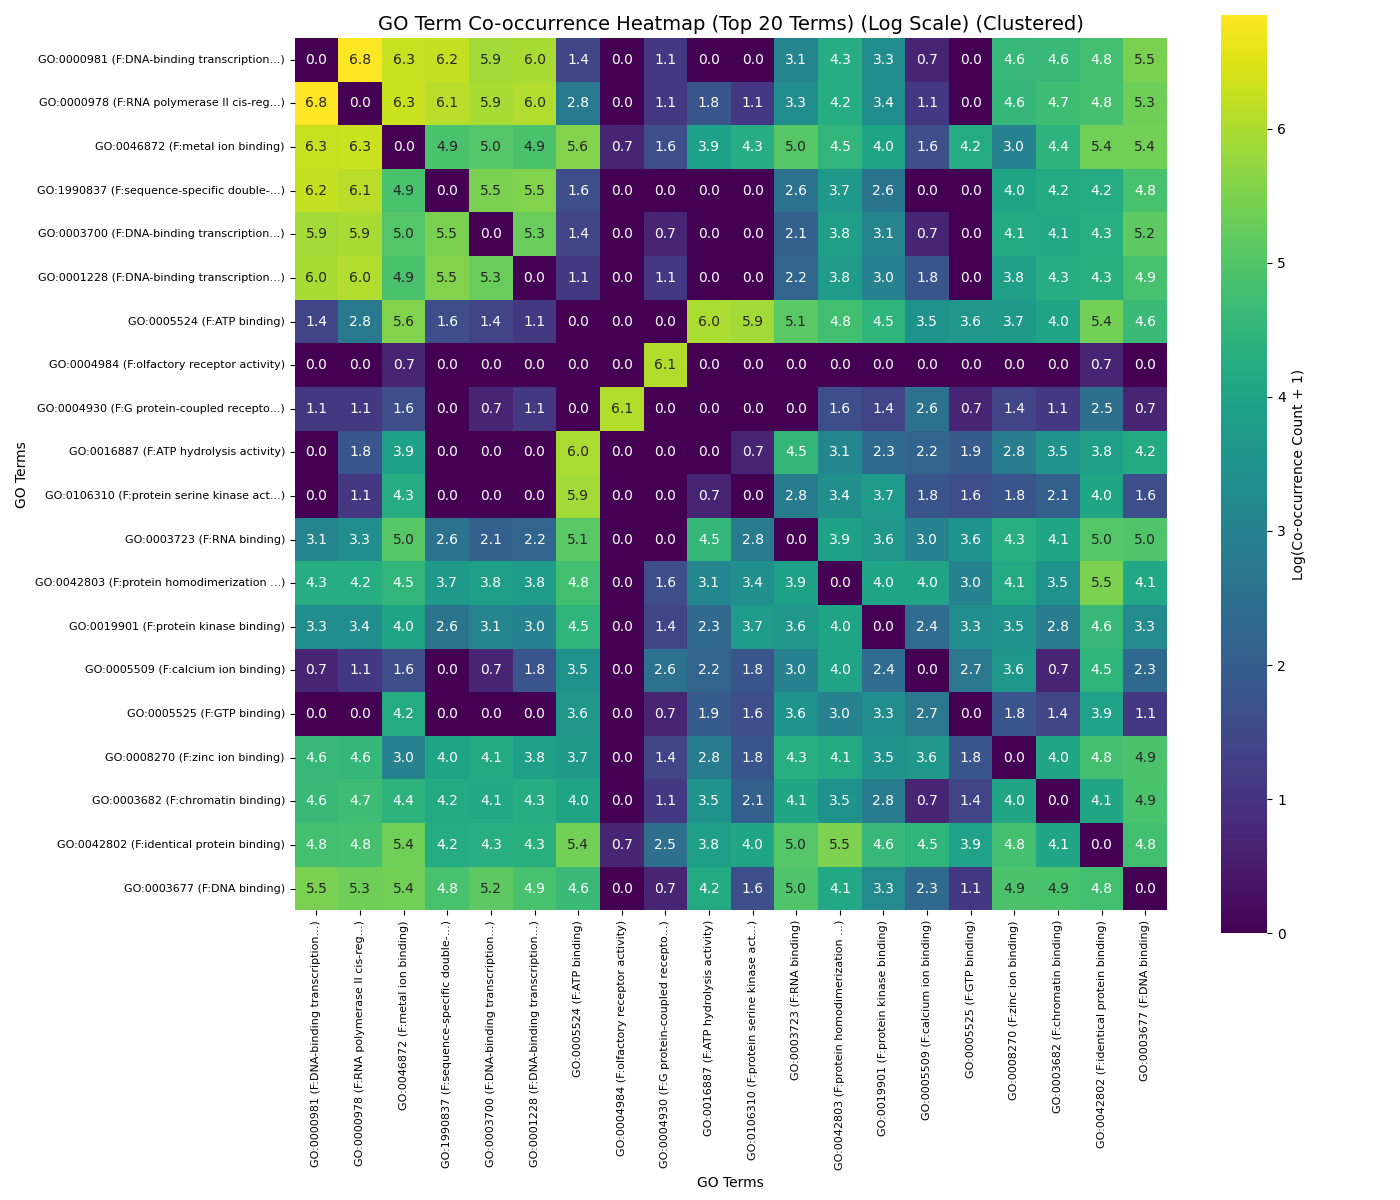 GO Term Co-occurrence Heatmap (Top 20 Terms) (Log Scale) (Clustered)
GO:0000981 (F:DNA-binding transcription...) 0.0 6.8 6.3 6.2 5.9 6.0 1.4 0.0 1.1 0.0 0.0 3.1 4.3 3.3 0.7 0.0 4.6 4.6 4.8 5.5
GO:0000978 (F:RNA polymerase II cis-reg...) 6.8 0.0 6.3 6.1 5.9 6.0 2.8 0.0 1.1 1.8 1.1 3.3 4.2 3.4 1.1 0.0 4.6 4.7 4.8 5.3
GO:0046872 (F:metal ion binding) 6.3 6.3 0.0 4.9 5.0 4.9 5.6 0.7 1.6 3.9 4.3 5.0 4.5 4.0 1.6 4.2 3.0 4.4 5.4 5.4
GO:1990837 (F:sequence-specific double-...) 6.2 6.1 4.9 0.0 5.5 5.5 1.6 0.0 0.0 0.0 0.0 2.6 3.7 2.6 0.0 0.0 4.0 4.2 4.2 4.8
GO:0003700 (F:DNA-binding transcription...) 5.9 5.9 5.0 5.5 0.0 5.3 1.4 0.0 0.7 0.0 0.0 2.1 3.8 3.1 0.7 0.0 4.1 4.1 4.3 5.2
GO:0001228 (F:DNA-binding transcription...) 6.0 6.0 4.9 5.5 5.3 0.0 1.1 0.0 1.1 0.0 0.0 2.2 3.8 3.0 1.8 0.0 3.8 4.3 4.3 4.9
GO:0005524 (F:ATP binding) 1.4 2.8 5.6 1.6 1.4 1.1 0.0 0.0 0.0 6.0 5.9 5.1 4.8 4.5 3.5 3.6 3.7 4.0 5.4 4.6
GO:0004984 (F:olfactory receptor activity) 0.0 0.0 0.7 0.0 0.0 0.0 0.0 0.0 6.1 0.0 0.0 0.0 0.0 0.0 0.0 0.0 0.0 0.0 0.7 0.0
GO:0004930 (F:G protein-coupled recepto...) 1.1 1.1 1.6 0.0 0.7 1.1 0.0 6.1 0.0 0.0 0.0 0.0 1.6 1.4 2.6 0.7 1.4 1.1 2.5 0.7
GO:0016887 (F:ATP hydrolysis activity) 0.0 1.8 3.9 0.0 0.0 0.0 6.0 0.0 0.0 0.0 0.7 4.5 3.1 2.3 2.2 1.9 2.8 3.5 3.8 4.2
GO:0106310 (F:protein serine kinase act...) 0.0 1.1 4.3 0.0 0.0 0.0 5.9 0.0 0.0 0.7 0.0 2.8 3.4 3.7 1.8 1.6 1.8 2.1 4.0 1.6
GO:0003723 (F:RNA binding) 3.1 3.3 5.0 2.6 2.1 2.2 5.1 0.0 0.0 4.5 2.8 0.0 3.9 3.6 3.0 3.6 4.3 4.1 5.0 5.0
GO:0042803 (F:protein homodimerization ...) 4.3 4.2 4.5 3.7 3.8 3.8 4.8 0.0 1.6 3.1 3.4 3.9 0.0 4.0 4.0 3.0 4.1 3.5 5.5 4.1
GO:0019901 (F:protein kinase binding) 3.3 3.4 4.0 2.6 3.1 3.0 4.5 0.0 1.4 2.3 3.7 3.6 4.0 0.0 2.4 3.3 3.5 2.8 4.6 3.3
GO:0005509 (F:calcium ion binding) 0.7 1.1 1.6 0.0 0.7 1.8 3.5 0.0 2.6 2.2 1.8 3.0 4.0 2.4 0.0 2.7 3.6 0.7 4.5 2.3
GO:0005525 (F:GTP binding) 0.0 0.0 4.2 0.0 0.0 0.0 3.6 0.0 0.7 1.9 1.6 3.6 3.0 3.3 2.7 0.0 1.8 1.4 3.9 1.1
GO:0008270 (F:zinc ion binding) 4.6 4.6 3.0 4.0 4.1 3.8 3.7 0.0 1.4 2.8 1.8 4.3 4.1 3.5 3.6 1.8 0.0 4.0 4.8 4.9
GO:0003682 (F:chromatin binding) 4.6 4.7 4.4 4.2 4.1 4.3 4.0 0.0 1.1 3.5 2.1 4.1 3.5 2.8 0.7 1.4 4.0 0.0 4.1 4.9
GO:0042802 (F:identical protein binding) 4.8 4.8 5.4 4.2 4.3 4.3 5.4 0.7 2.5 3.8 4.0 5.0 5.5 4.6 4.5 3.9 4.8 4.1 0.0 4.8
GO:0003677 (F:DNA binding) 5.5 5.3 5.4 4.8 5.2 4.9 4.6 0.0 0.7 4.2 1.6 5.0 4.1 3.3 2.3 1.1 4.9 4.9 4.8 0.0
GO Terms
GO:0000981 (F:DNA-binding transcription...)
GO:0000978 (F:RNA polymerase II cis-reg...)
GO:0046872 (F:metal ion binding)
GO:1990837 (F:sequence-specific double-...)
GO:0003700 (F:DNA-binding transcription...)
GO:0001228 (F:DNA-binding transcription...)
GO:0005524 (F:ATP binding)
GO:0004984 (F:olfactory receptor activity)
GO:0004930 (F:G protein-coupled recepto...)
GO:0016887 (F:ATP hydrolysis activity)
GO:0106310 (F:protein serine kinase act...)
GO:0003723 (F:RNA binding)
GO:0042803 (F:protein homodimerization ...)
GO:0019901 (F:protein kinase binding)
GO:0005509 (F:calcium ion binding)
GO:0005525 (F:GTP binding)
GO:0008270 (F:zinc ion binding)
GO:0003682 (F:chromatin binding)
GO:0042802 (F:identical protein binding)
GO:0003677 (F:DNA binding)
GO Terms
6
5
4
3
2
1
0
Log(Co-occurrence Count + 1)